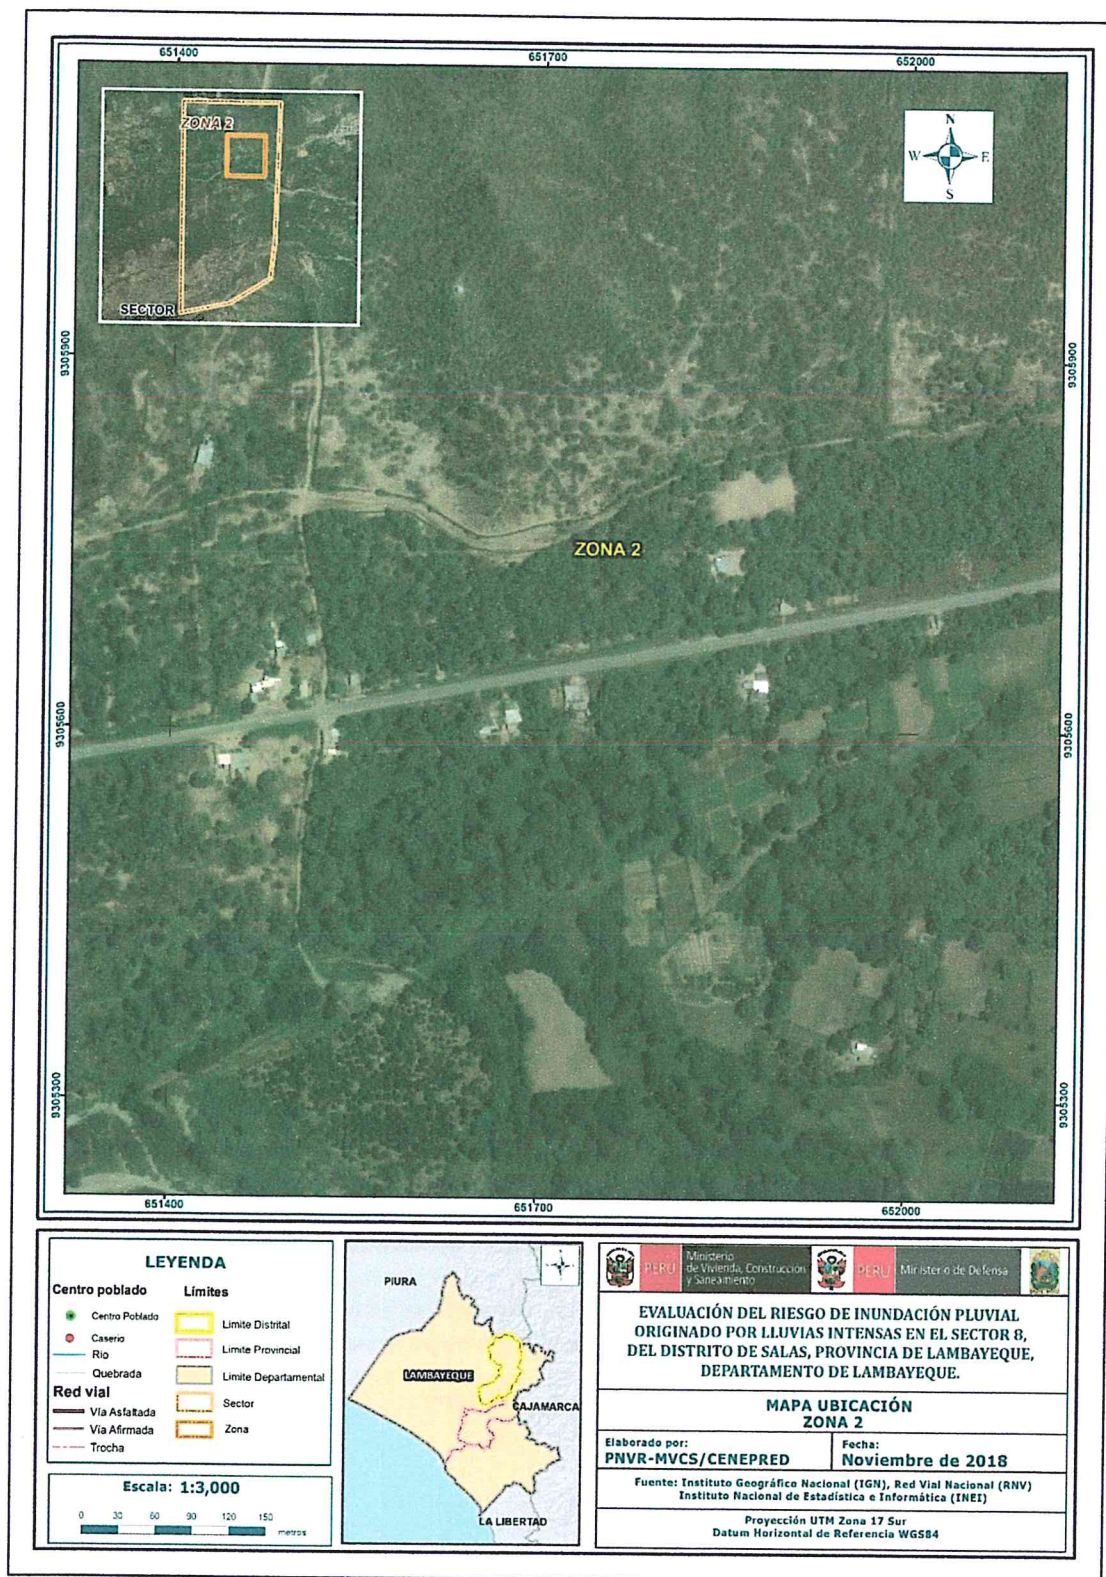 651400
651700
652000
ZONA 2
SECTOR
N
W
E
S
9305900
9305900
ZONA 2
9305600
9305600
9305300
9305300
651400
651700
652000
LEYENDA
Centro poblado
Centro Poblado
Caserio
Rio
Quebrada
Red vial
Vía Asfaltada
Vía Afirmada
Trocha
Límites
Limite Distrital
Limite Provincial
Limite Departamental
Sector
Zona
Escala: 1:3,000
0 30 60 90 120 150
metros
PIURA
LAMBAYEQUE
CAJAMARCA
LA LIBERTAD
PERÚ
Ministerio
de Vivienda, Construcción
y Saneamiento
PERÚ
Ministerio de Defensa
EVALUACIÓN DEL RIESGO DE INUNDACIÓN PLUVIAL
ORIGINADO POR LLUVIAS INTENSAS EN EL SECTOR 8,
DEL DISTRITO DE SALAS, PROVINCIA DE LAMBAYEQUE,
DEPARTAMENTO DE LAMBAYEQUE.
MAPA UBICACIÓN
ZONA 2
Elaborado por:
PNVR-MVCS/CENEPRED
Fecha:
Noviembre de 2018
Fuente: Instituto Geográfico Nacional (IGN), Red Vial Nacional (RNV)
Instituto Nacional de Estadística e Informática (INEI)
Proyección UTM Zona 17 Sur
Datum Horizontal de Referencia WGS84